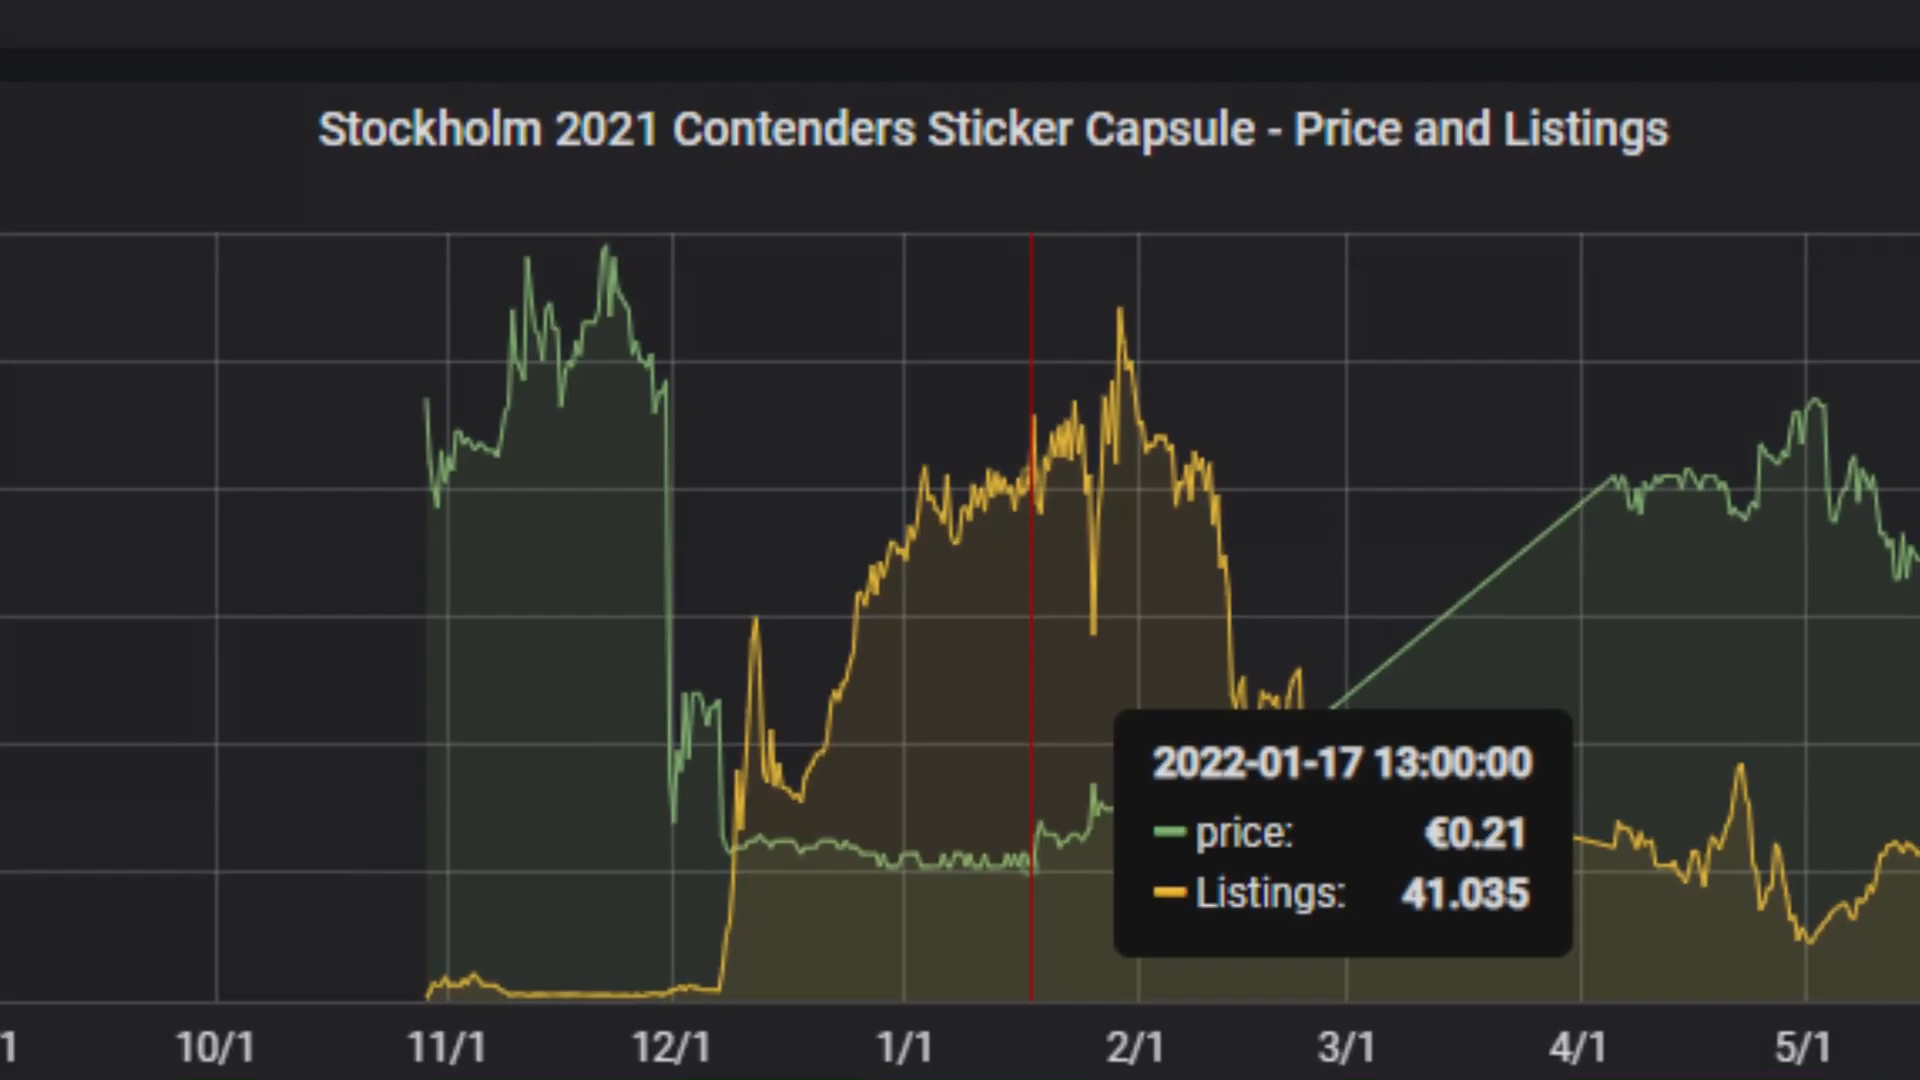 Stockholm 2021 Contenders Sticker Capsule - Price and Listings
2022-01-17 13:00:00
price: €0.21
Listings: 41.035
1 10/1 11/1 12/1 1/1 2/1 3/1 4/1 5/1